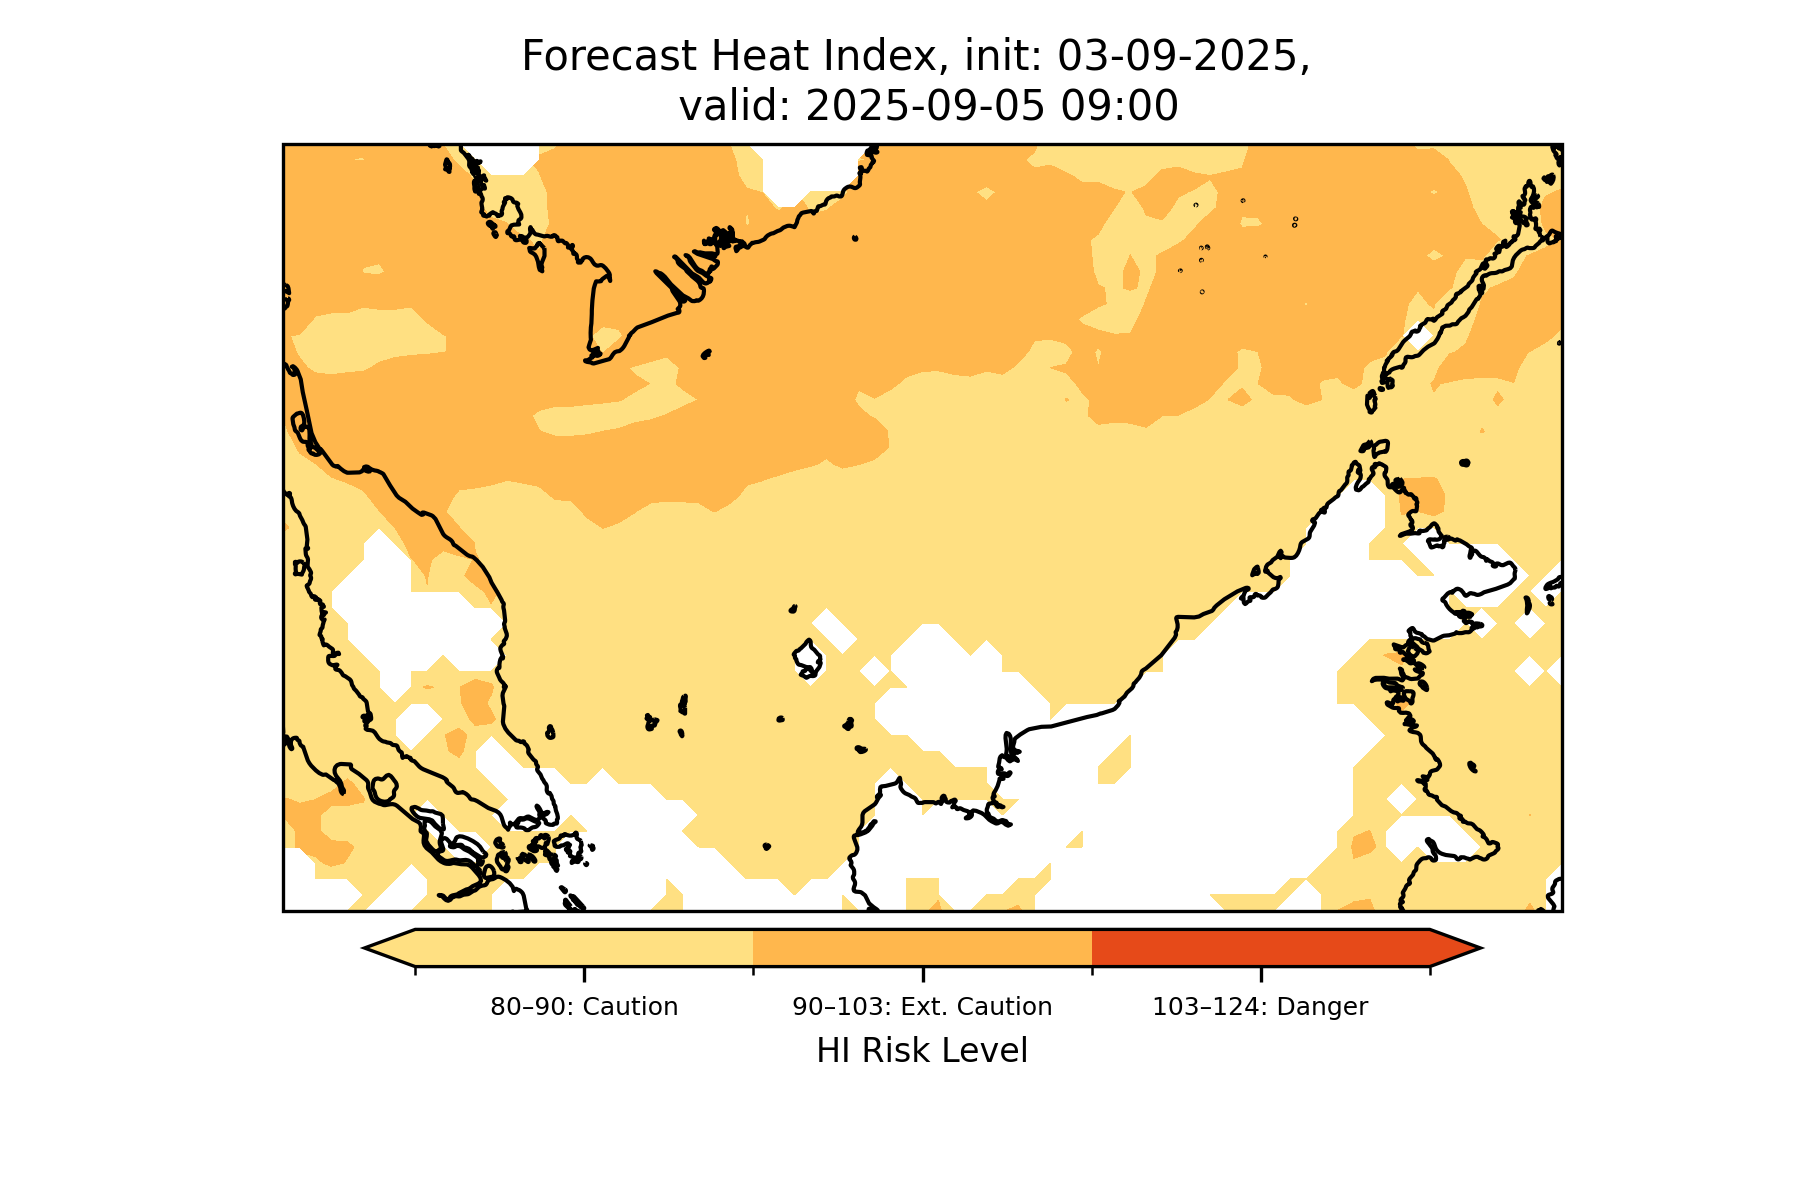 Forecast Heat Index, init: 03-09-2025,
valid: 2025-09-05 09:00
80–90: Caution
90–103: Ext. Caution
103–124: Danger
HI Risk Level